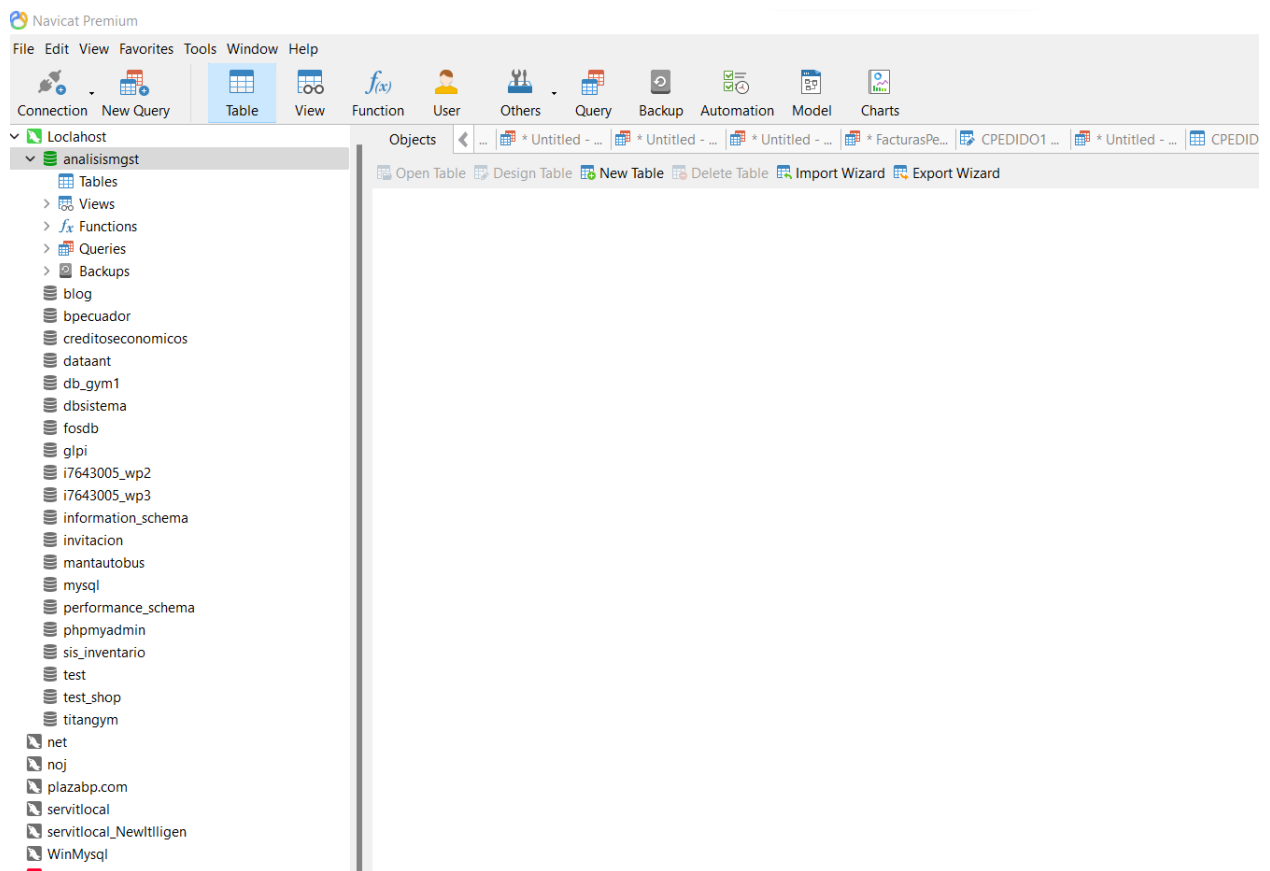 Navicat Premium
File Edit View Favorites Tools Window Help
Connection New Query Table View Function User Others Query Backup Automation Model Charts
Loclahost
analisismgst
Tables
Views
Functions
Queries
Backups
blog
bpecuador
creditoseconomicos
dataant
db_gym1
dbsistema
fosdb
glpi
i7643005_wp2
i7643005_wp3
information_schema
invitacion
mantautobus
mysql
performance_schema
phpmyadmin
sis_inventario
test
test_shop
titangym
net
noj
plazabp.com
servitlocal
servitlocal_NewItlligen
WinMysql
Objects ... * Untitled - ... * Untitled - ... * Untitled - ... * FacturasPe... CPEDIDO1 ... * Untitled - ... CPEDID
Open Table Design Table New Table Delete Table Import Wizard Export Wizard